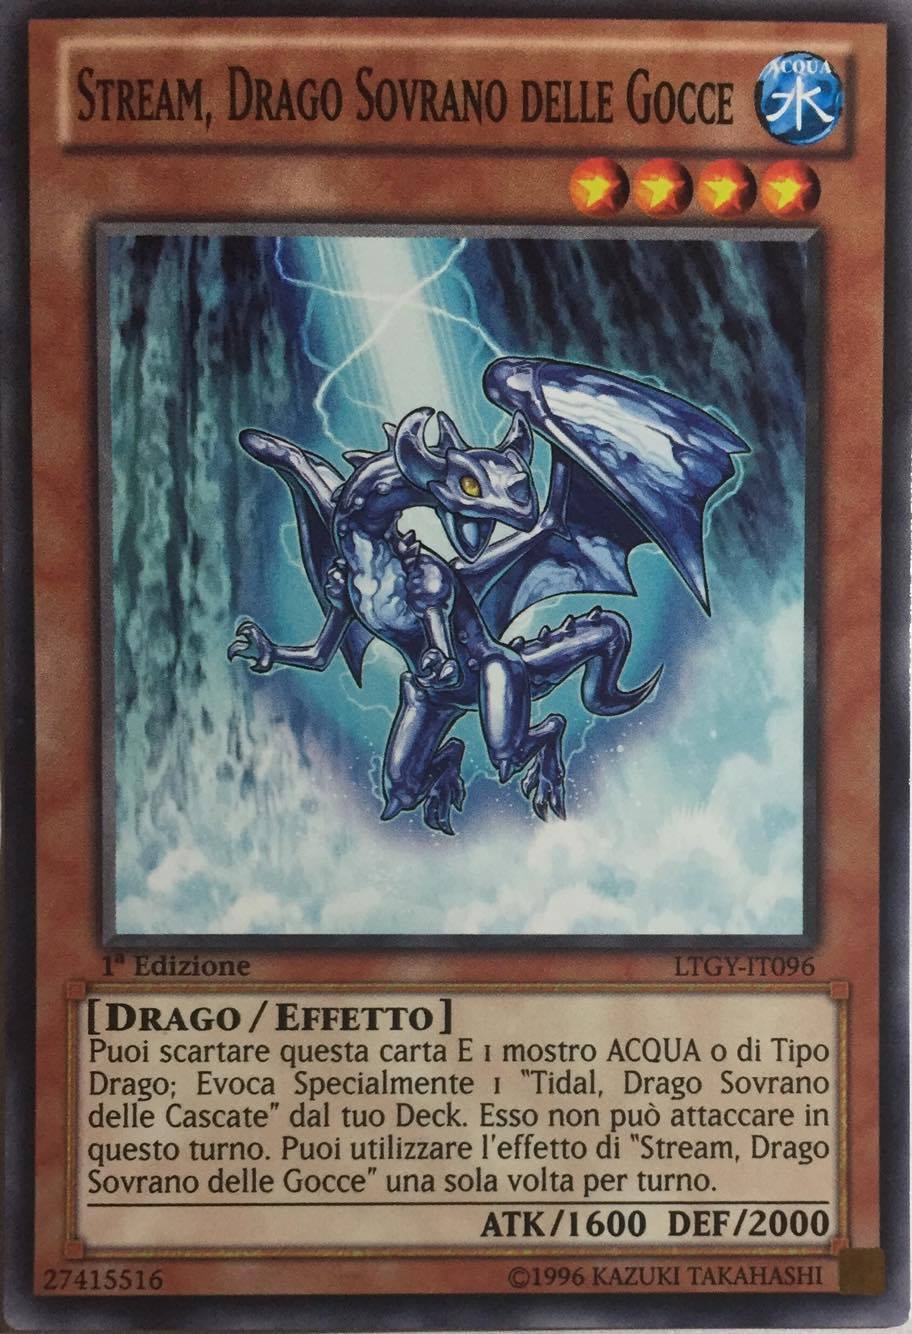 STREAM, DRAGO SOVRANO DELLE GOCCE
ACQUA
水
1ª Edizione
LTGY-IT096
[DRAGO/EFFETTO]
Puoi scartare questa carta E 1 mostro ACQUA o di Tipo
Drago; Evoca Specialmente 1 "Tidal, Drago Sovrano
delle Cascate" dal tuo Deck. Esso non può attaccare in
questo turno. Puoi utilizzare l'effetto di "Stream, Drago
Sovrano delle Gocce" una sola volta per turno.
ATK/1600 DEF/2000
27415516
©1996 KAZUKI TAKAHASHI